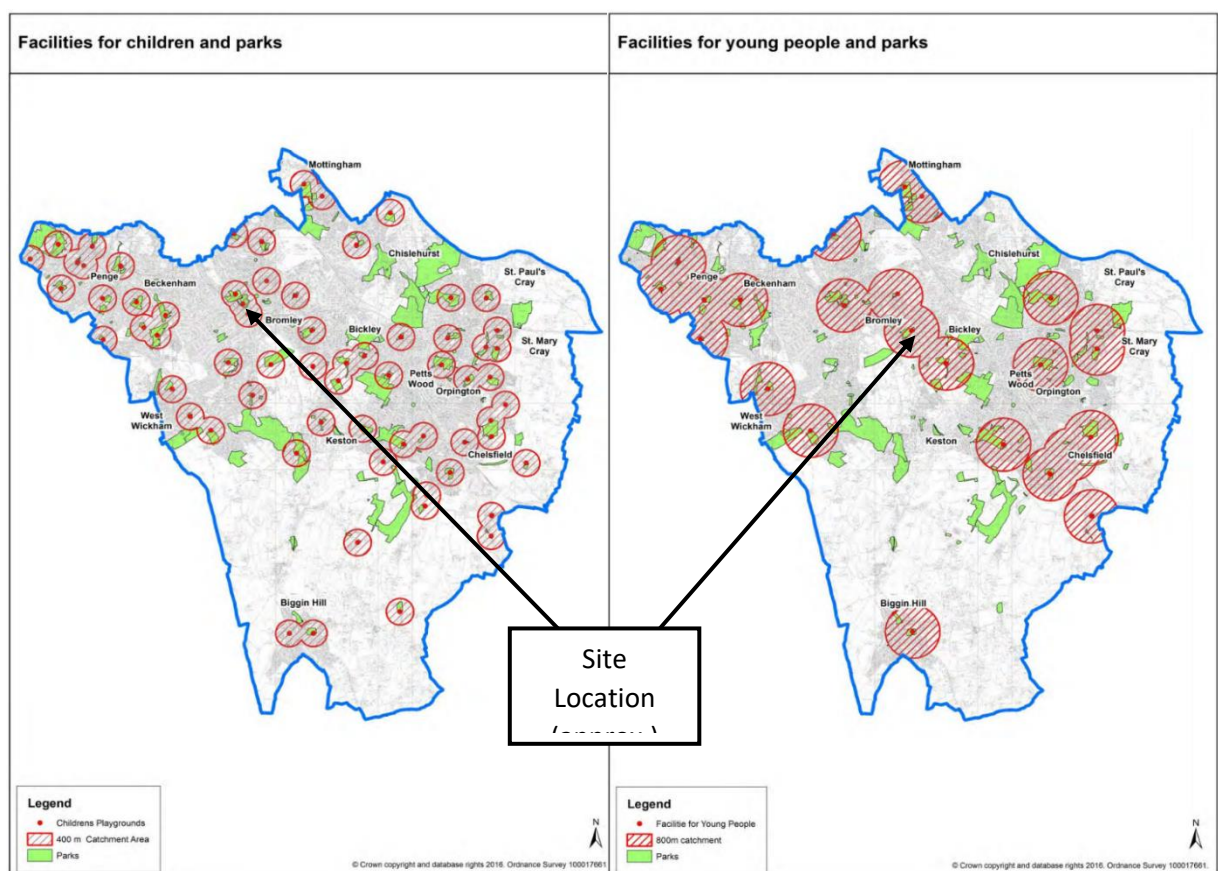 Facilities for children and parks
Mottingham
Chislehurst
St. Paul's
Cray
Penge
Beckenham
Bromley
Bickley
St. Mary
Cray
Petts
Wood
Orpington
West
Wickham
Keston
Chelsfield
Biggin Hill
Legend
Childrens Playgrounds
400 m Catchment Area
Parks
N
© Crown copyright and database rights 2016. Ordnance Survey 100017661.
Facilities for young people and parks
Mottingham
Chislehurst
St. Paul's
Cray
Penge
Beckenham
Bromley
Bickley
St. Mary
Cray
Petts
Wood
Orpington
West
Wickham
Keston
Chelsfield
Biggin Hill
Legend
Facilitie for Young People
800m catchment
Parks
N
© Crown copyright and database rights 2016. Ordnance Survey 100017661.
Site
Location